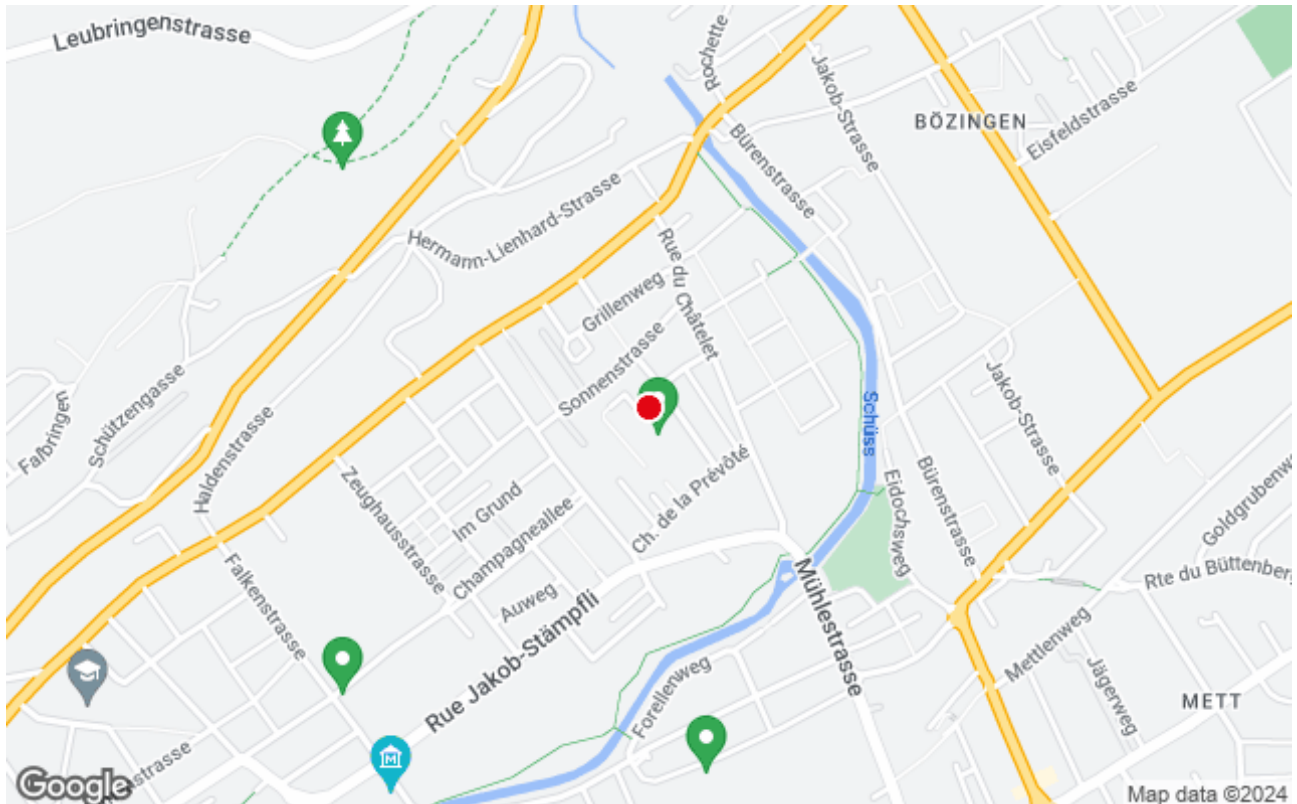 Leubringenstrasse
Rochette
Jakob-Strasse
BÖZINGEN
Eisfeldstrasse
Bürenstrasse
Hermann-Lienhard-Strasse
Rue du Châtelet
Grillenweg
Sonnenstrasse
Schützengasse
Falbringen
Haldenstrasse
Jakob-Strasse
Schüss
Zeughausstrasse
Im Grund
Ch. de la Prévôté
Champagneallee
Eidochsweg
Bürenstrasse
Falkenstrasse
Auweg
Rue Jakob-Stämpfli
Mühlestrasse
Rte du Büttenberg
Mettlenweg
Forellenweg
Jägerweg
METT
M
Google
Map data ©2024